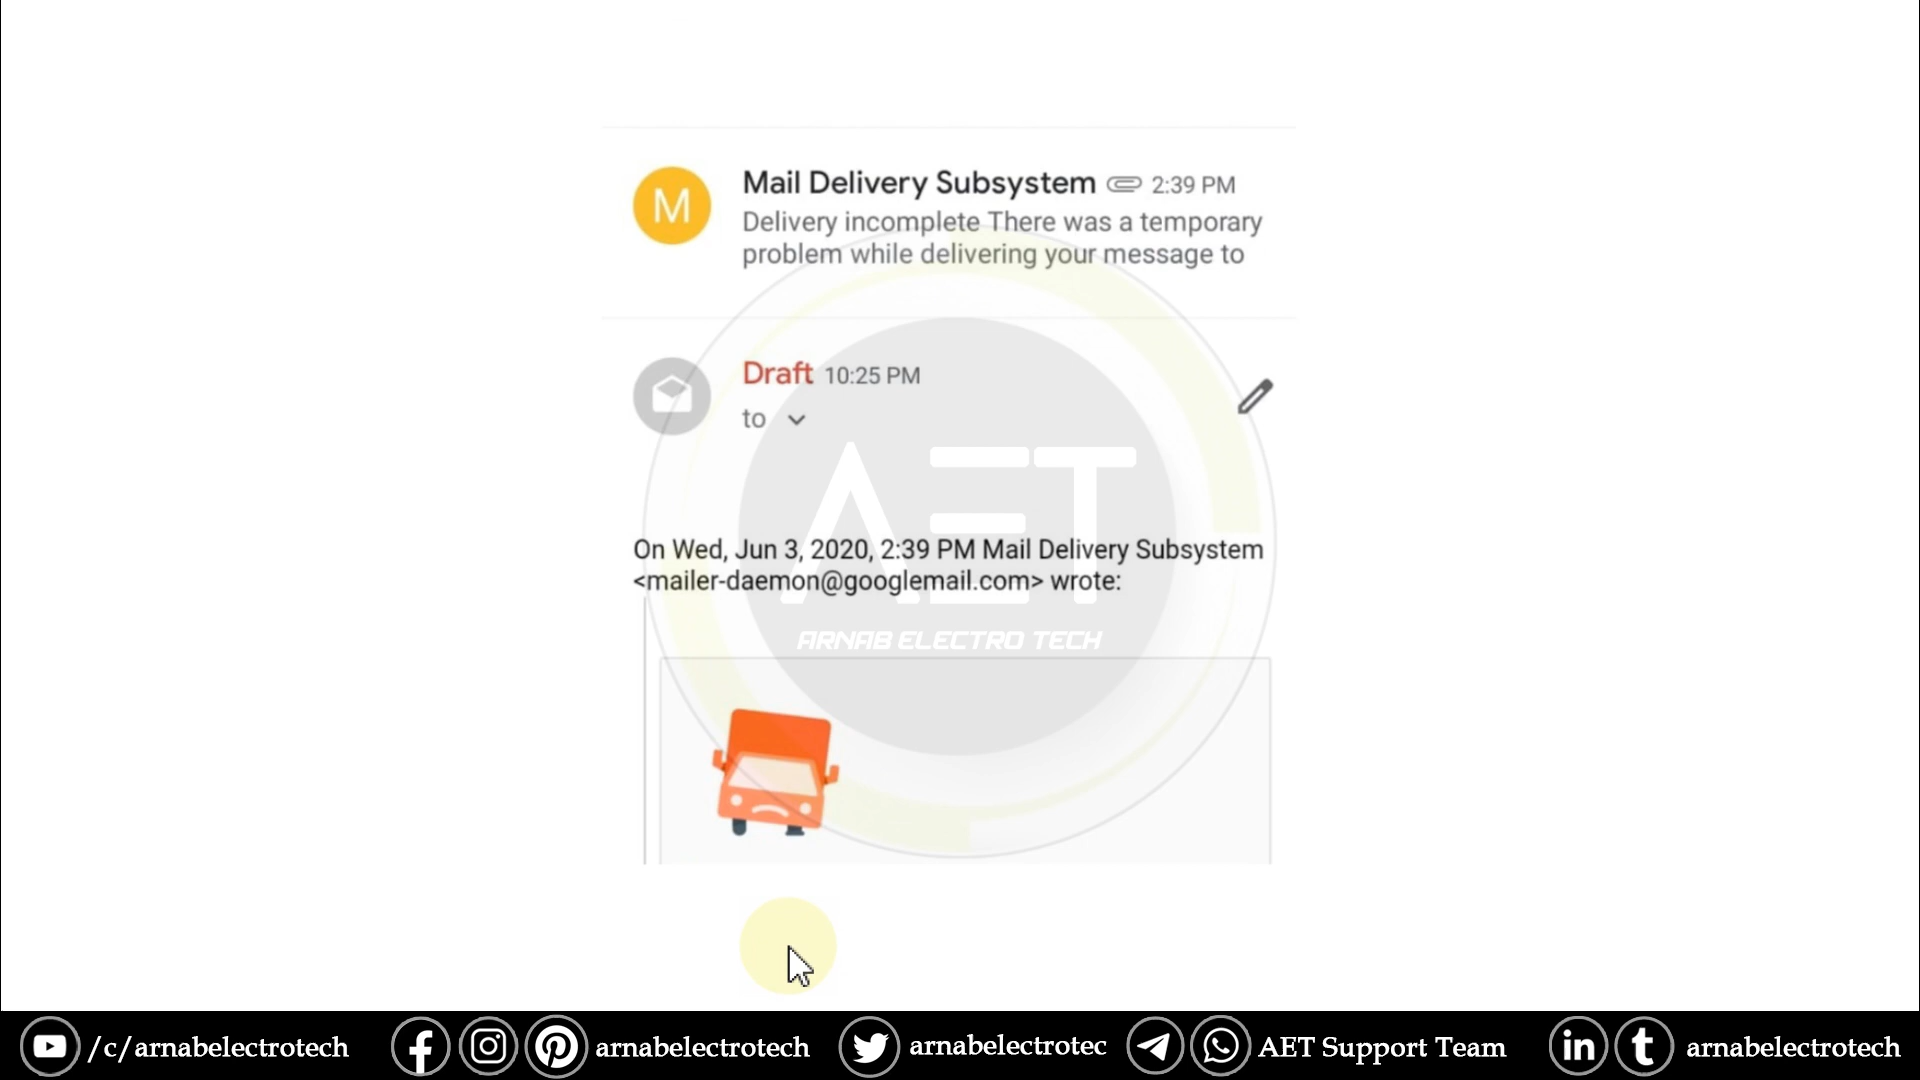 M
Mail Delivery Subsystem 2:39 PM
Delivery incomplete There was a temporary
problem while delivering your message to
Draft 10:25 PM
to
AET
On Wed, Jun 3, 2020, 2:39 PM Mail Delivery Subsystem
<mailer-daemon@googlemail.com> wrote:
ARNAB ELECTRO TECH
/c/arnabelectrotech arnabelectrotech arnabelectrotec AET Support Team in t arnabelectrotech